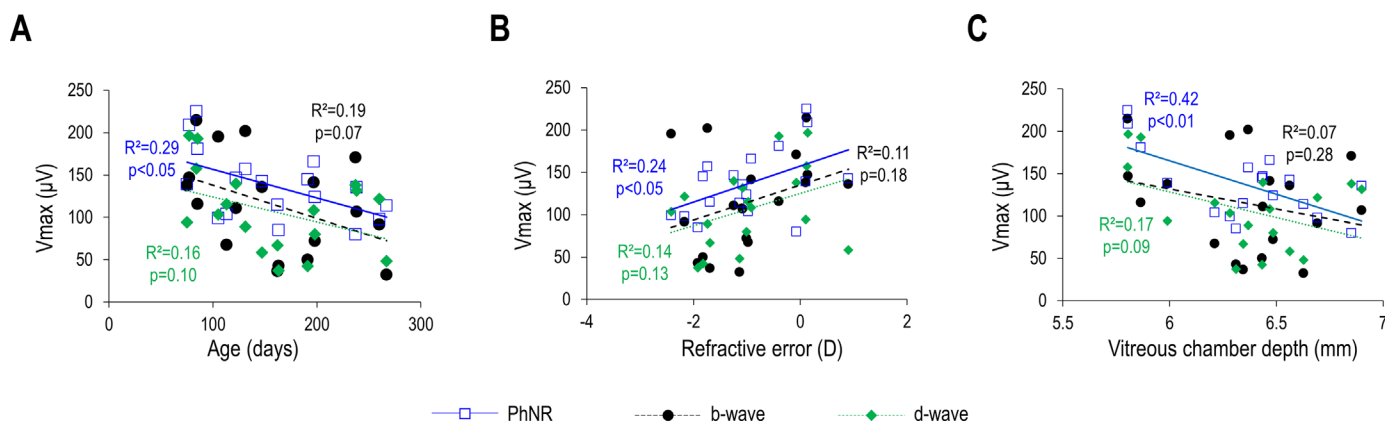 A
B
C
Vmax (µV)
250
200
150
100
50
0
0
100
200
300
Age (days)
R²=0.29
p<0.05
R²=0.19
p=0.07
R²=0.16
p=0.10
Vmax (µV)
250
200
150
100
50
0
-4
-2
0
2
Refractive error (D)
R²=0.24
p<0.05
R²=0.11
p=0.18
R²=0.14
p=0.13
Vmax (µV)
250
200
150
100
50
0
5.5
6
6.5
7
Vitreous chamber depth (mm)
R²=0.42
p<0.01
R²=0.07
p=0.28
R²=0.17
p=0.09
PhNR
b-wave
d-wave